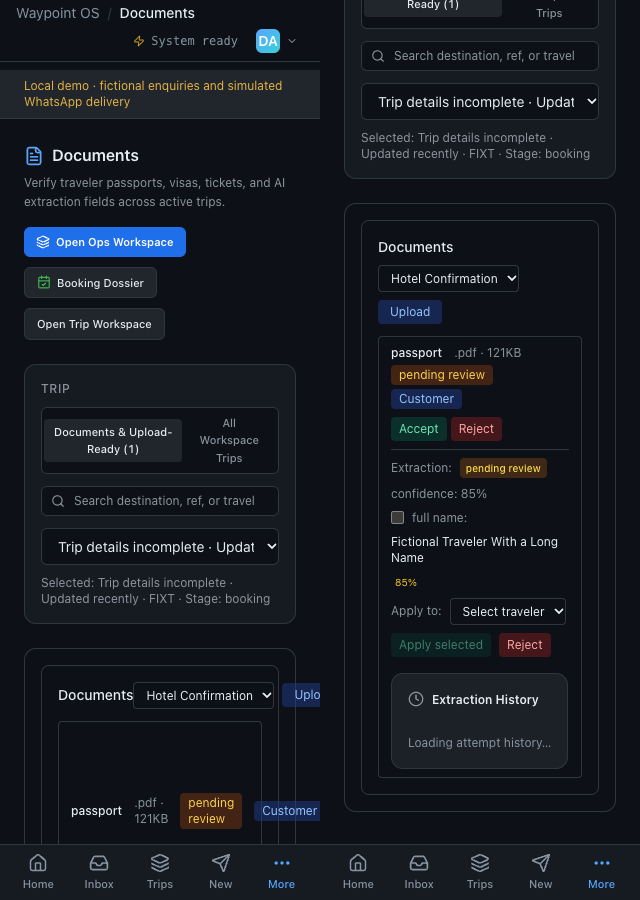 Waypoint OS / Documents
System ready DA
Local demo · fictional enquiries and simulated
WhatsApp delivery
Documents
Verify traveler passports, visas, tickets, and AI
extraction fields across active trips.
Open Ops Workspace
Booking Dossier
Open Trip Workspace
TRIP
Documents & Upload-
Ready (1)
All
Workspace
Trips
Search destination, ref, or travel
Trip details incomplete · Updat
Selected: Trip details incomplete ·
Updated recently · FIXT · Stage: booking
Documents Hotel Confirmation Uplo
passport
.pdf ·
121KB
pending
review
Customer
Home Inbox Trips New More
Ready (1)
Trips
Search destination, ref, or travel
Trip details incomplete · Updat
Selected: Trip details incomplete ·
Updated recently · FIXT · Stage: booking
Documents
Hotel Confirmation
Upload
passport .pdf · 121KB
pending review
Customer
Accept Reject
Extraction: pending review
confidence: 85%
full name:
Fictional Traveler With a Long
Name
85%
Apply to: Select traveler
Apply selected Reject
Extraction History
Loading attempt history...
Home Inbox Trips New More